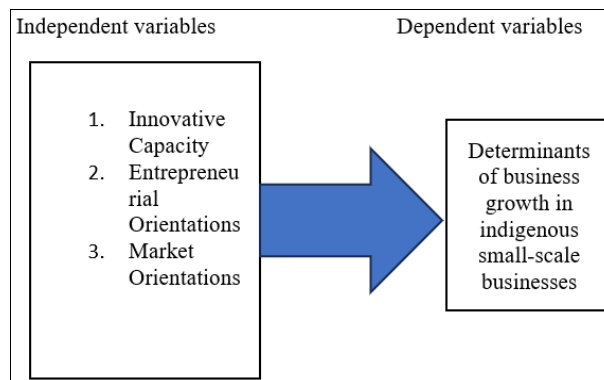 Independent variables
Dependent variables
1. Innovative
Capacity
2. Entrepreneu
rial
Orientations
3. Market
Orientations
Determinants
of business
growth in
indigenous
small-scale
businesses